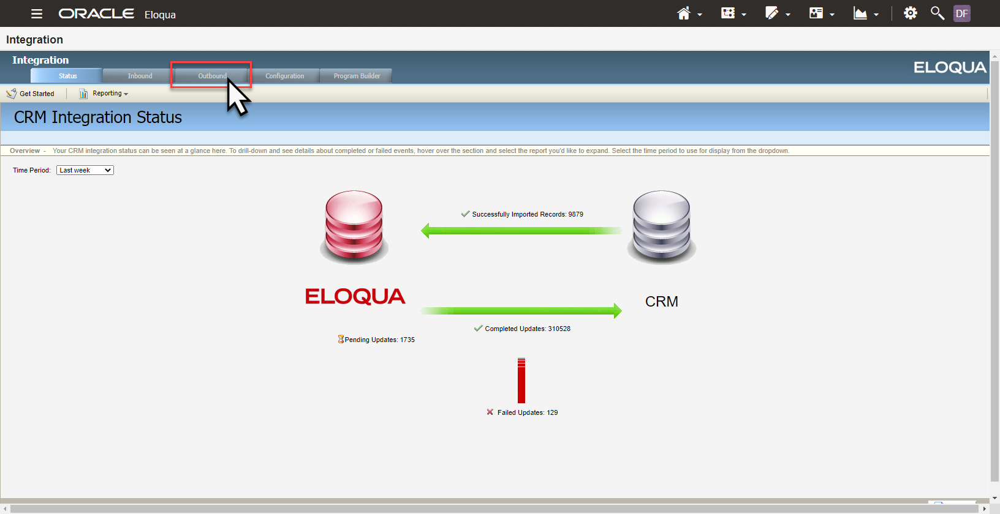 ORACLE Eloqua
DF
Integration
Integration
ELOQUA
Status Inbound Outbound Configuration Program Builder
Get Started Reporting
CRM Integration Status
Overview - Your CRM integration status can be seen at a glance here. To drill-down and see details about completed or failed events, hover over the section and select the report you'd like to expand. Select the time period to use for display from the dropdown.
Time Period: Last week
Successfully Imported Records: 9879
ELOQUA
CRM
Completed Updates: 310528
Pending Updates: 1735
Failed Updates: 129